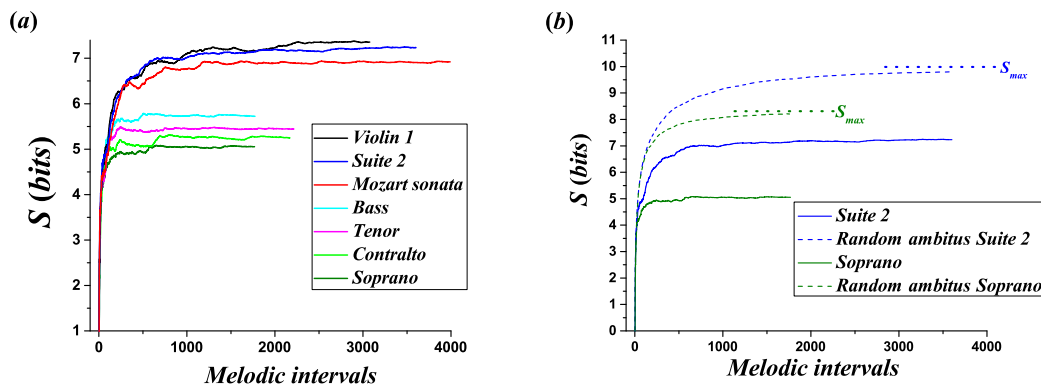 (a)
7
6
5
4
3
2
1
S (bits)
0
1000
2000
3000
4000
Melodic intervals
Violin 1
Suite 2
Mozart sonata
Bass
Tenor
Contralto
Soprano
(b)
11
10
9
8
7
6
5
4
3
2
1
0
S (bits)
0
1000
2000
3000
4000
Melodic intervals
Smax
Smax
Suite 2
Random ambitus Suite 2
Soprano
Random ambitus Soprano